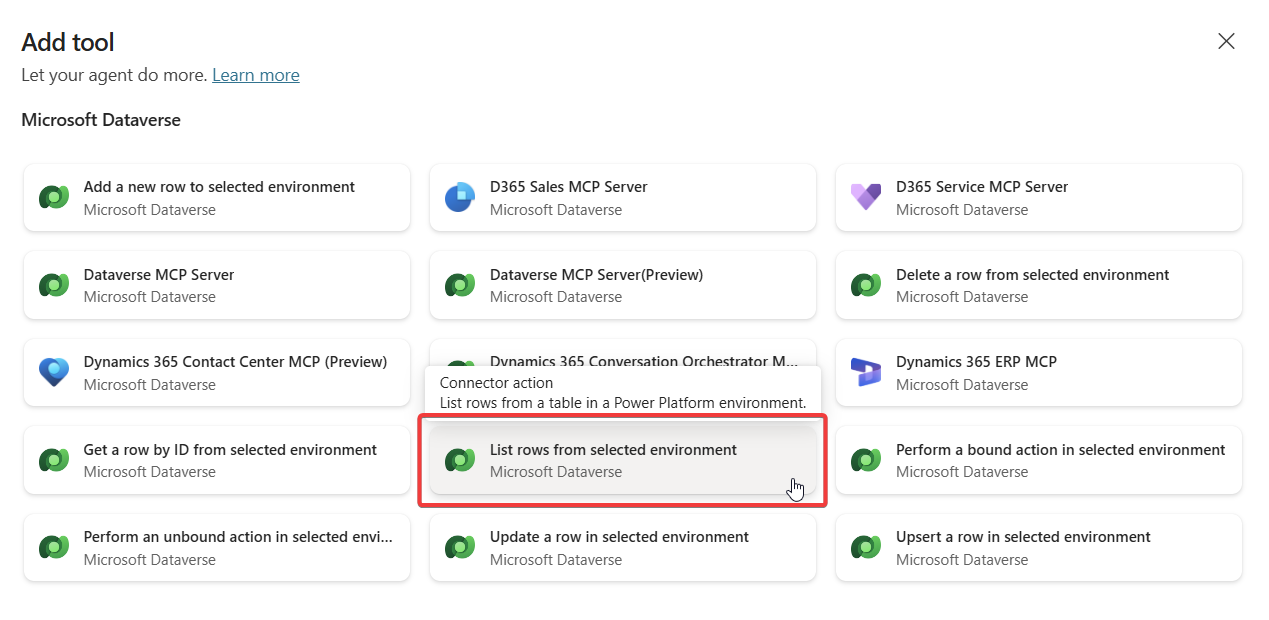 Add tool
Let your agent do more. Learn more
Microsoft Dataverse
Add a new row to selected environment
Microsoft Dataverse
D365 Sales MCP Server
Microsoft Dataverse
D365 Service MCP Server
Microsoft Dataverse
Dataverse MCP Server
Microsoft Dataverse
Dataverse MCP Server(Preview)
Microsoft Dataverse
Delete a row from selected environment
Microsoft Dataverse
Dynamics 365 Contact Center MCP (Preview)
Microsoft Dataverse
Dynamics 365 Conversation Orchestrator M...
Connector action
List rows from a table in a Power Platform environment.
Dynamics 365 ERP MCP
Microsoft Dataverse
Get a row by ID from selected environment
Microsoft Dataverse
List rows from selected environment
Microsoft Dataverse
Perform a bound action in selected environment
Microsoft Dataverse
Perform an unbound action in selected envi...
Microsoft Dataverse
Update a row in selected environment
Microsoft Dataverse
Upsert a row in selected environment
Microsoft Dataverse